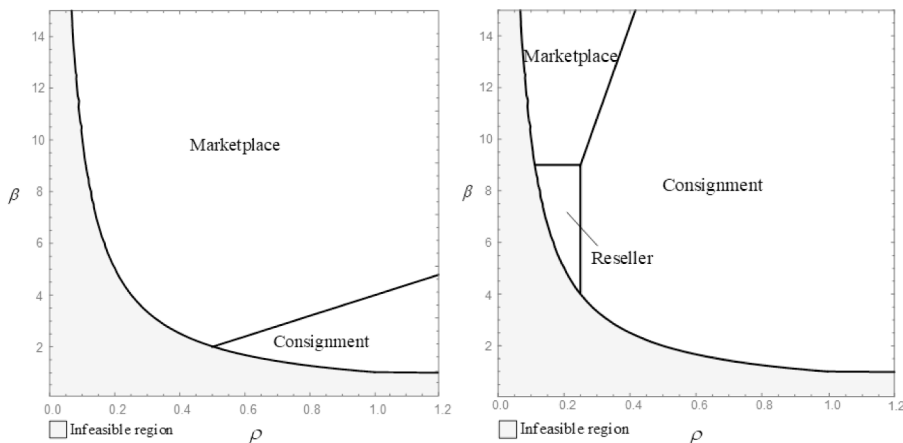 14
12
10
8
6
4
2
β
Marketplace
Consignment
0.0 0.2 0.4 0.6 0.8 1.0 1.2
Infeasible region
ρ
14
12
10
8
6
4
2
β
Marketplace
Consignment
Reseller
0.0 0.2 0.4 0.6 0.8 1.0 1.2
Infeasible region
ρ